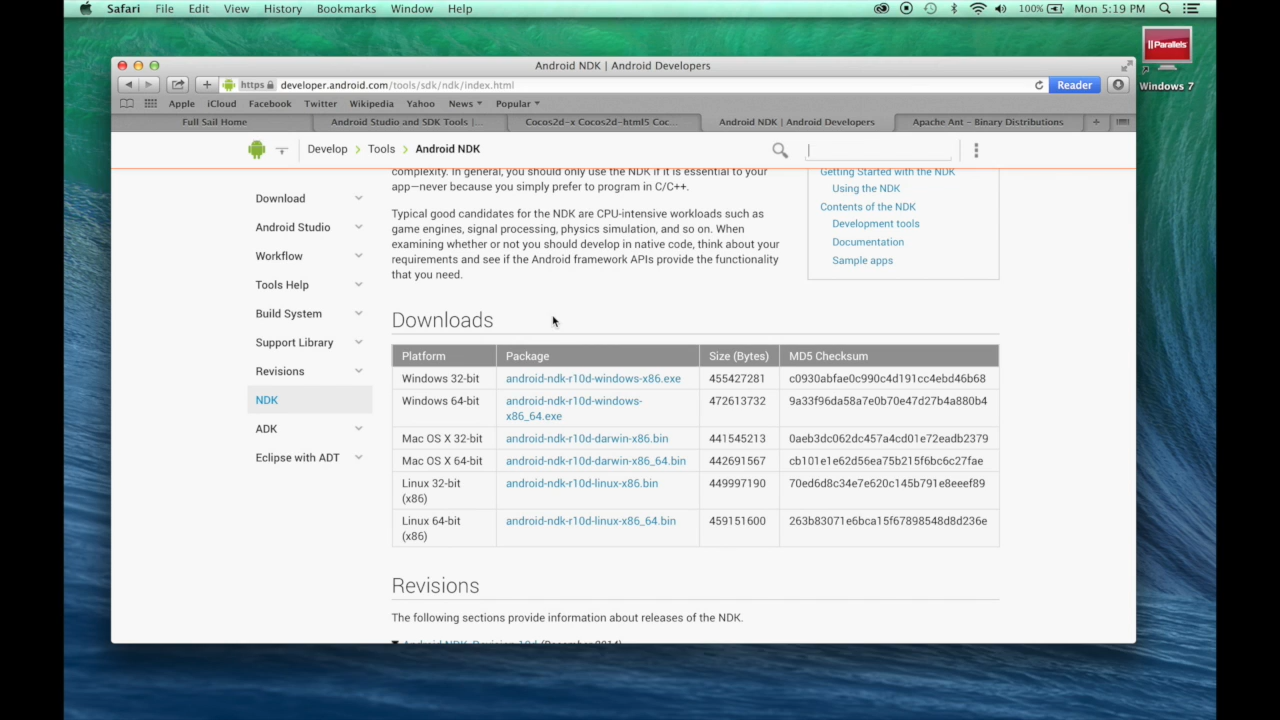 Safari File Edit View History Bookmarks Window Help 100% Mon 5:19 PM
Parallels
Windows 7
Android NDK | Android Developers
https developer.android.com/tools/sdk/ndk/index.html Reader
Apple iCloud Facebook Twitter Wikipedia Yahoo News Popular
Full Sail Home Android Studio and SDK Tools |... Cocos2d-x Cocos2d-html5 Coc... Android NDK | Android Developers Apache Ant – Binary Distributions
Develop > Tools > Android NDK
Download
Android Studio
Workflow
Tools Help
Build System
Support Library
Revisions
NDK
ADK
Eclipse with ADT
complexity. In general, you should only use the NDK if it is essential to your
app—never because you simply prefer to program in C/C++.
Typical good candidates for the NDK are CPU-intensive workloads such as
game engines, signal processing, physics simulation, and so on. When
examining whether or not you should develop in native code, think about your
requirements and see if the Android framework APIs provide the functionality
that you need.
Getting Started with the NDK
Using the NDK
Contents of the NDK
Development tools
Documentation
Sample apps
Downloads
Platform Package Size (Bytes) MD5 Checksum
Windows 32-bit android-ndk-r10d-windows-x86.exe 455427281 c0930abfae0c990c4d191cc4ebd46b68
Windows 64-bit android-ndk-r10d-windows- 472613732 9a33f96da58a7e0b70e47d27b4a880b4
x86_64.exe
Mac OS X 32-bit android-ndk-r10d-darwin-x86.bin 441545213 0aeb3dc062dc457a4cd01e72eadb2379
Mac OS X 64-bit android-ndk-r10d-darwin-x86_64.bin 442691567 cb101e1e62d56ea75b215f6bc6c27fae
Linux 32-bit android-ndk-r10d-linux-x86.bin 449997190 70ed6d8c34e7e620c145b791e8eeef89
(x86)
Linux 64-bit android-ndk-r10d-linux-x86_64.bin 459151600 263b83071e6bca15f67898548d8d236e
(x86)
Revisions
The following sections provide information about releases of the NDK.
Android NDK, Revision 10d (December 2014)